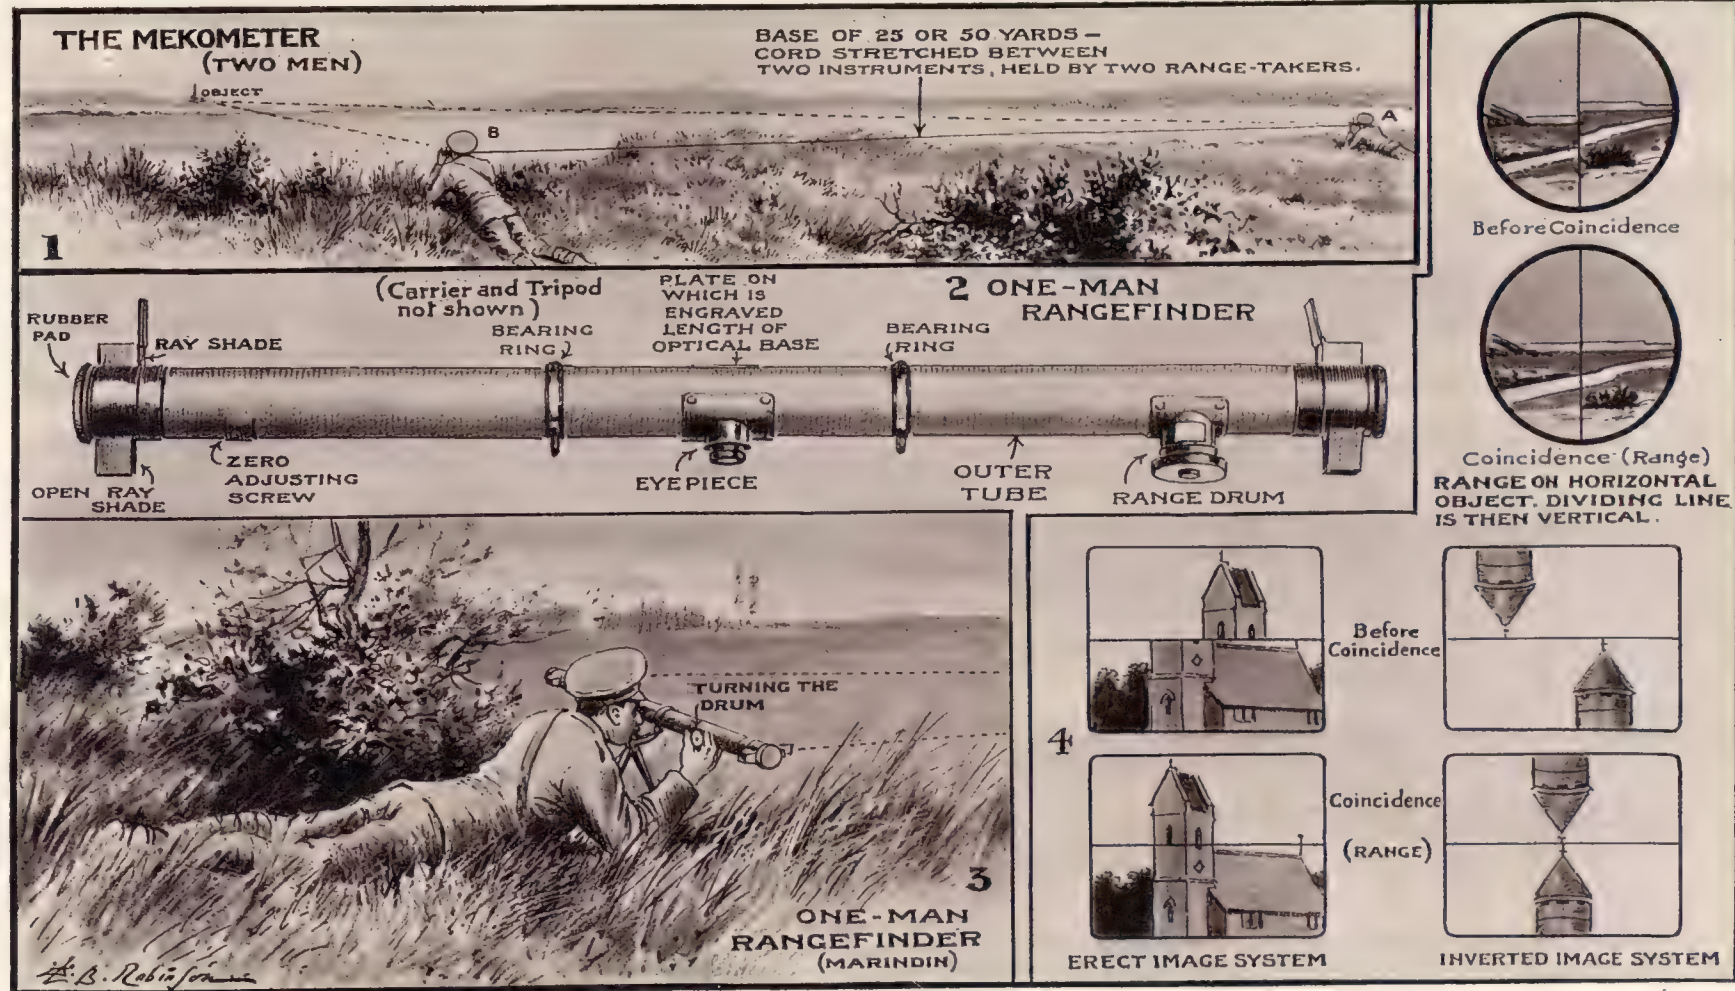 THE MEKOMETER
(TWO MEN)
OBJECT
BASE OF 25 OR 50 YARDS –
CORD STRETCHED BETWEEN
TWO INSTRUMENTS, HELD BY TWO RANGE-TAKERS.
B
A
1
Before Coincidence
Coincidence (Range)
RANGE ON HORIZONTAL
OBJECT. DIVIDING LINE
IS THEN VERTICAL.
2 ONE-MAN
RANGEFINDER
(Carrier and Tripod
not shown)
RUBBER
PAD
RAY SHADE
BEARING
RING
PLATE ON
WHICH IS
ENGRAVED
LENGTH OF
OPTICAL BASE
BEARING
RING
OPEN RAY
SHADE
ZERO
ADJUSTING
SCREW
EYEPIECE
OUTER
TUBE
RANGE DRUM
TURNING THE
DRUM
3
ONE-MAN
RANGEFINDER
(MARINDIN)
B. Robinson
4
Before
Coincidence
Coincidence
(RANGE)
ERECT IMAGE SYSTEM
INVERTED IMAGE SYSTEM